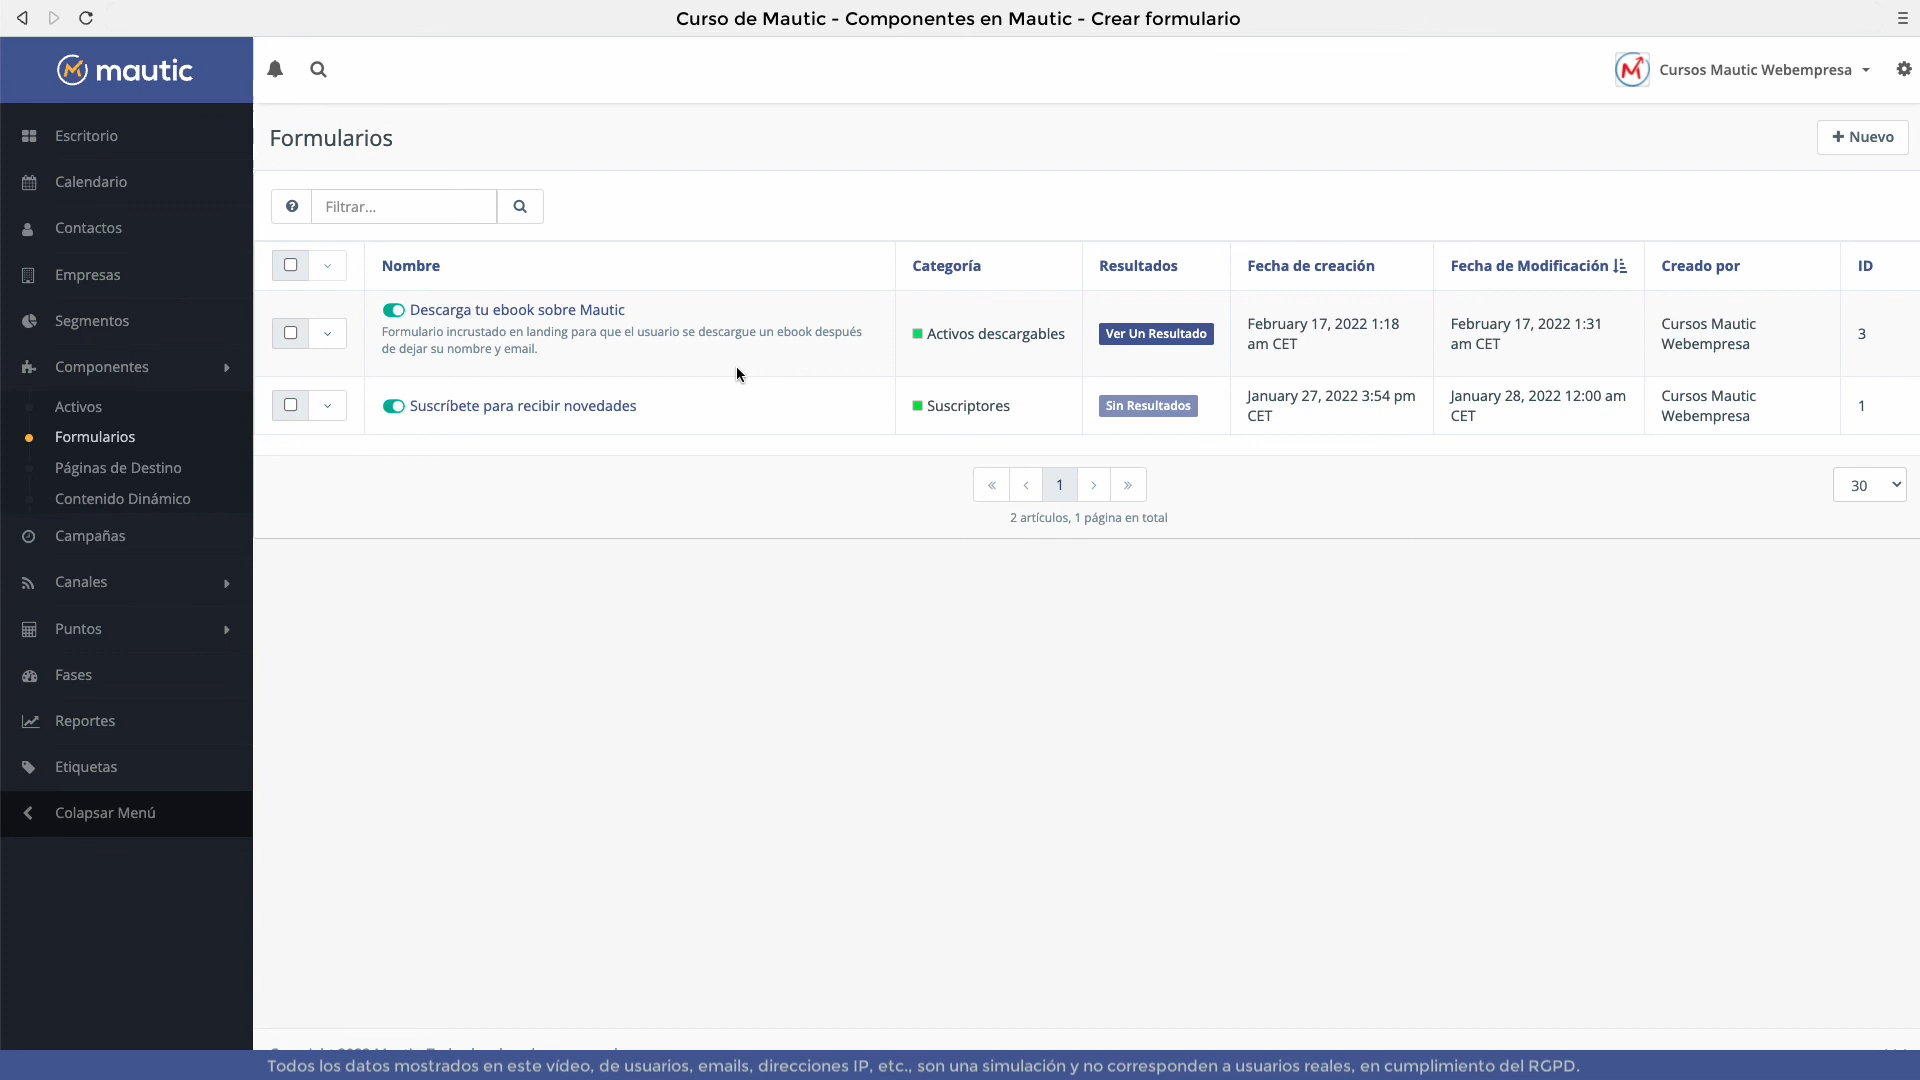 Curso de Mautic - Componentes en Mautic - Crear formulario
mautic
Cursos Mautic Webempresa
Escritorio
Calendario
Contactos
Empresas
Segmentos
Componentes
Activos
Formularios
Páginas de Destino
Contenido Dinámico
Campañas
Canales
Puntos
Fases
Reportes
Etiquetas
Colapsar Menú
Formularios
+ Nuevo
Filtrar...
Nombre
Categoría
Resultados
Fecha de creación
Fecha de Modificación
Creado por
ID
Descarga tu ebook sobre Mautic
Formulario incrustado en landing para que el usuario se descargue un ebook después
de dejar su nombre y email.
Activos descargables
Ver Un Resultado
February 17, 2022 1:18
am CET
February 17, 2022 1:31
am CET
Cursos Mautic
Webempresa
3
Suscríbete para recibir novedades
Suscriptores
Sin Resultados
January 27, 2022 3:54 pm
CET
January 28, 2022 12:00 am
CET
Cursos Mautic
Webempresa
1
« ‹ 1 › »
2 artículos, 1 página en total
30
Todos los datos mostrados en este vídeo, de usuarios, emails, direcciones IP, etc., son una simulación y no corresponden a usuarios reales, en cumplimiento del RGPD.